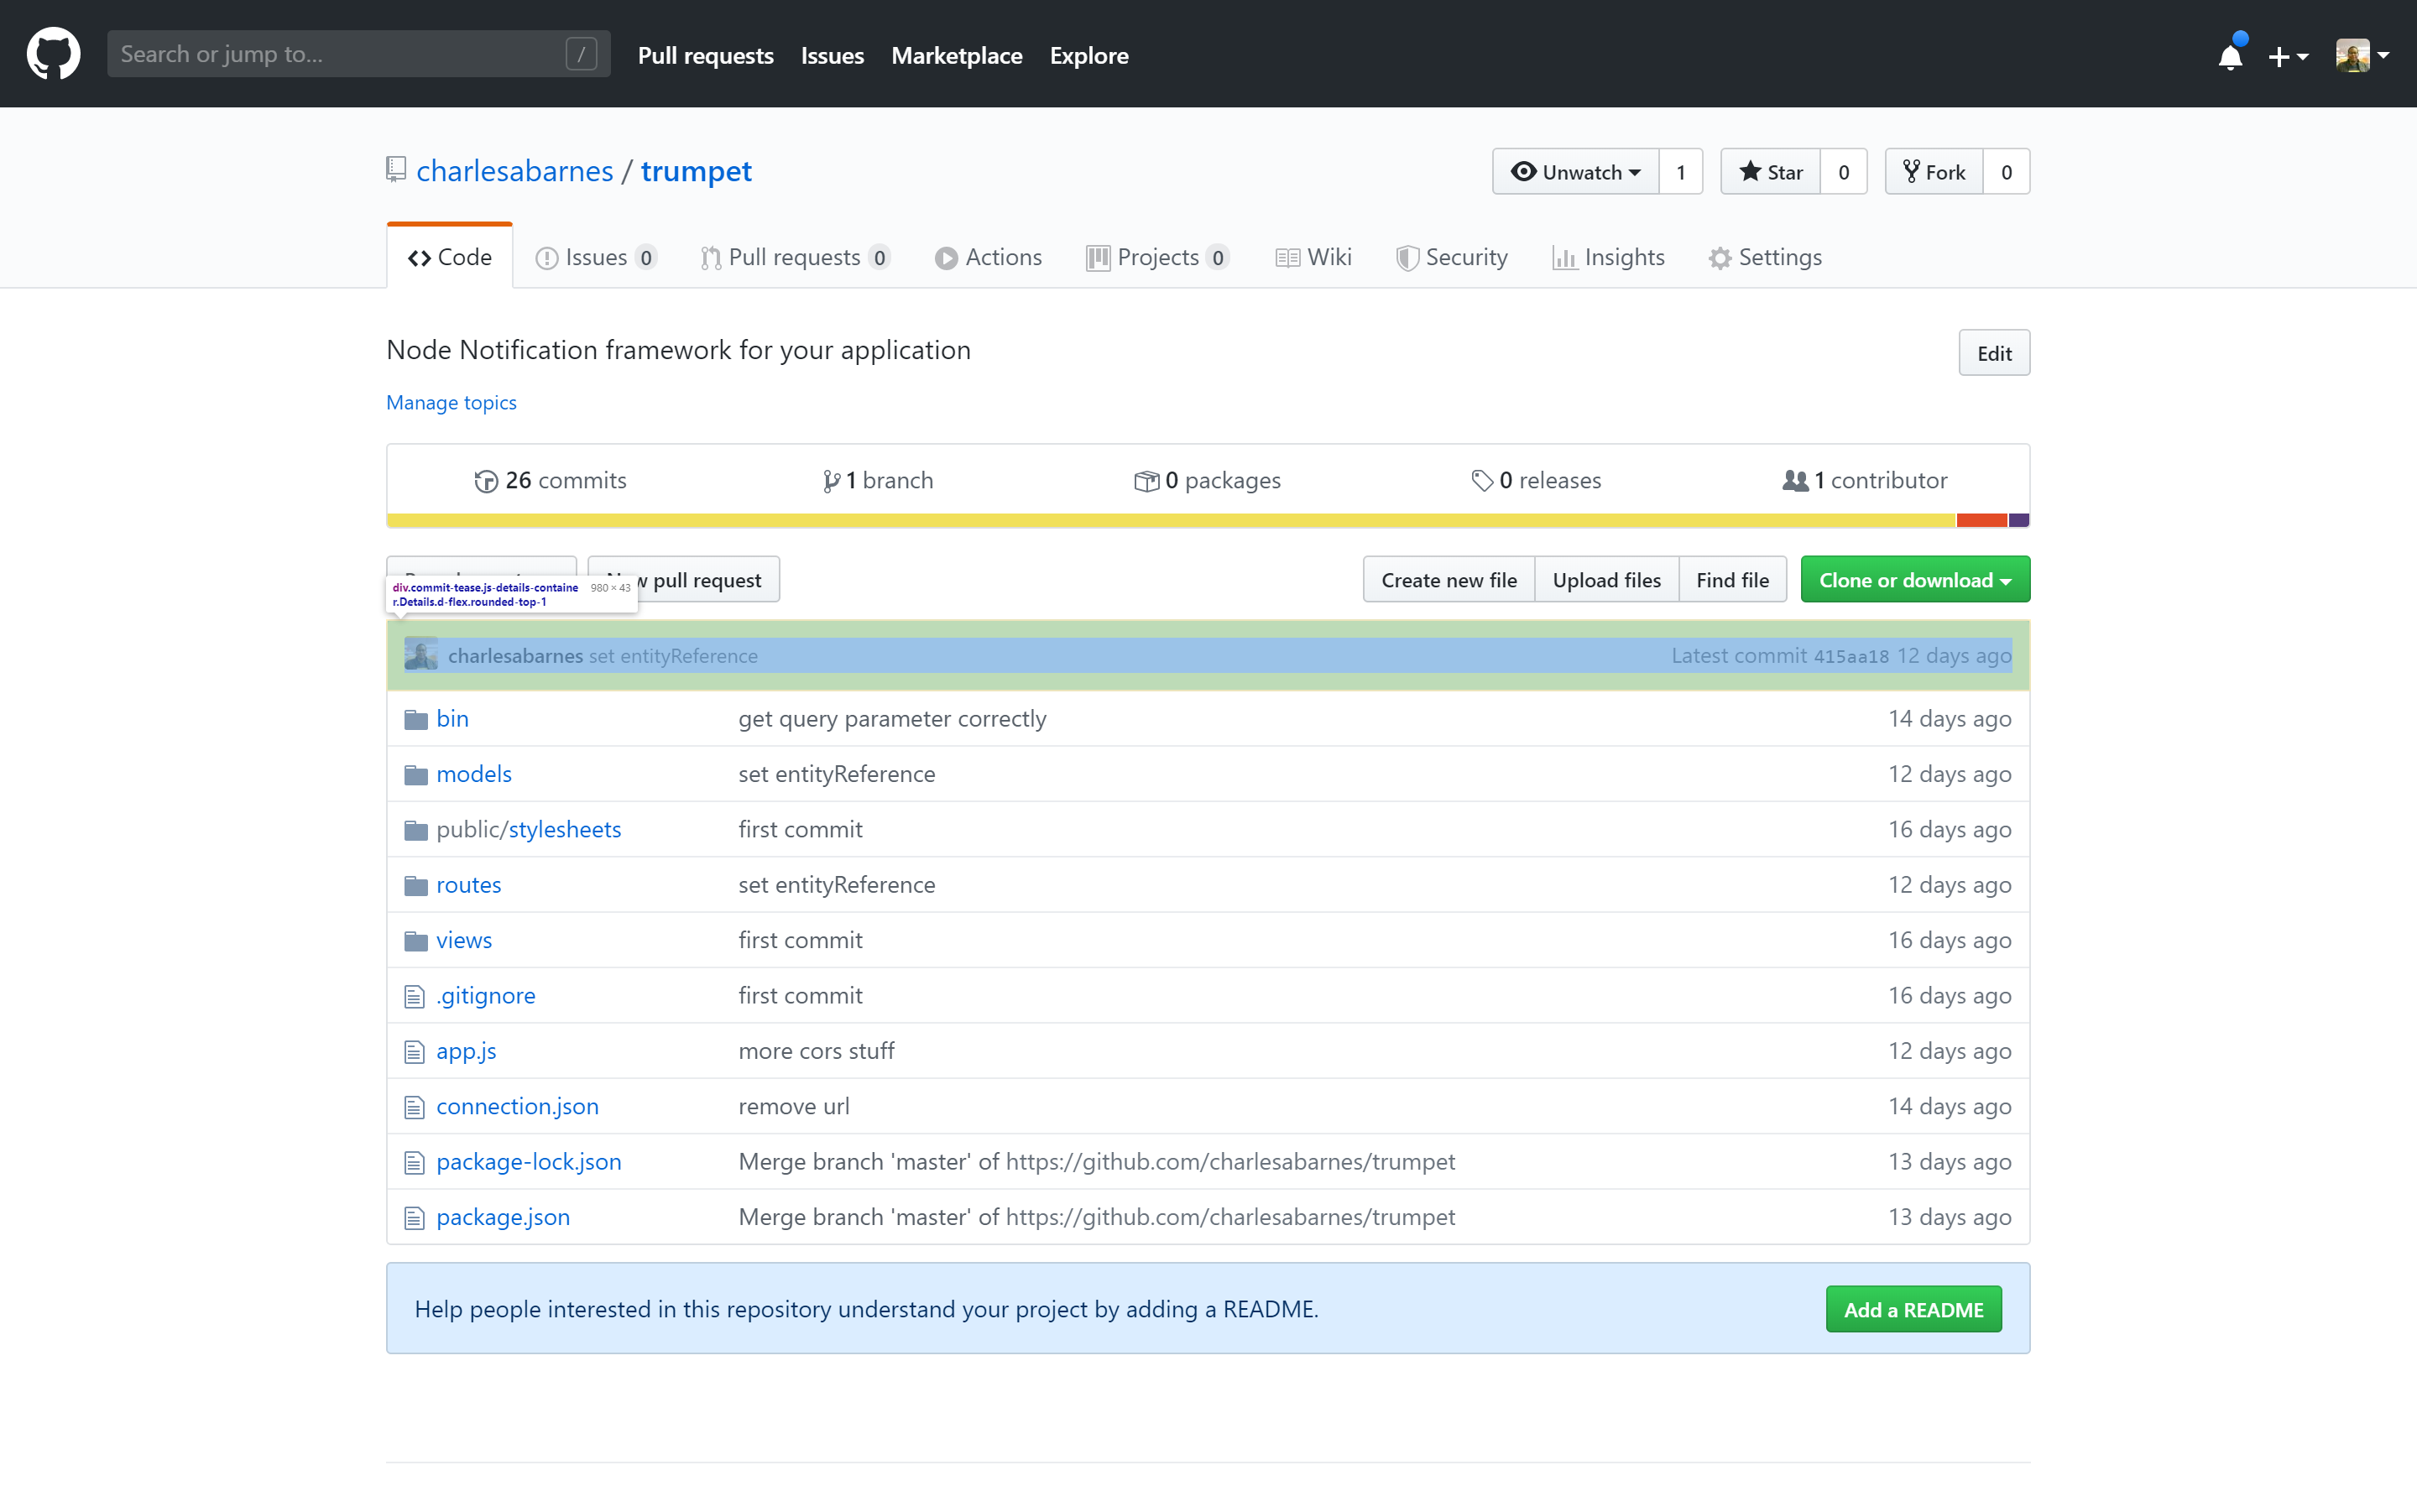 Search or jump to... / Pull requests Issues Marketplace Explore
charlesabarnes / trumpet Unwatch 1 Star 0 Fork 0
Code Issues 0 Pull requests 0 Actions Projects 0 Wiki Security Insights Settings
Node Notification framework for your application Edit
Manage topics
26 commits 1 branch 0 packages 0 releases 1 contributor
pull request Create new file Upload files Find file Clone or download
div.commit-tease.js-details-containe 980 × 43
r.Details.d-flex.rounded-top-1
charlesabarnes set entityReference Latest commit 415aa18 12 days ago
bin get query parameter correctly 14 days ago
models set entityReference 12 days ago
public/stylesheets first commit 16 days ago
routes set entityReference 12 days ago
views first commit 16 days ago
.gitignore first commit 16 days ago
app.js more cors stuff 12 days ago
connection.json remove url 14 days ago
package-lock.json Merge branch 'master' of https://github.com/charlesabarnes/trumpet 13 days ago
package.json Merge branch 'master' of https://github.com/charlesabarnes/trumpet 13 days ago
Help people interested in this repository understand your project by adding a README. Add a README